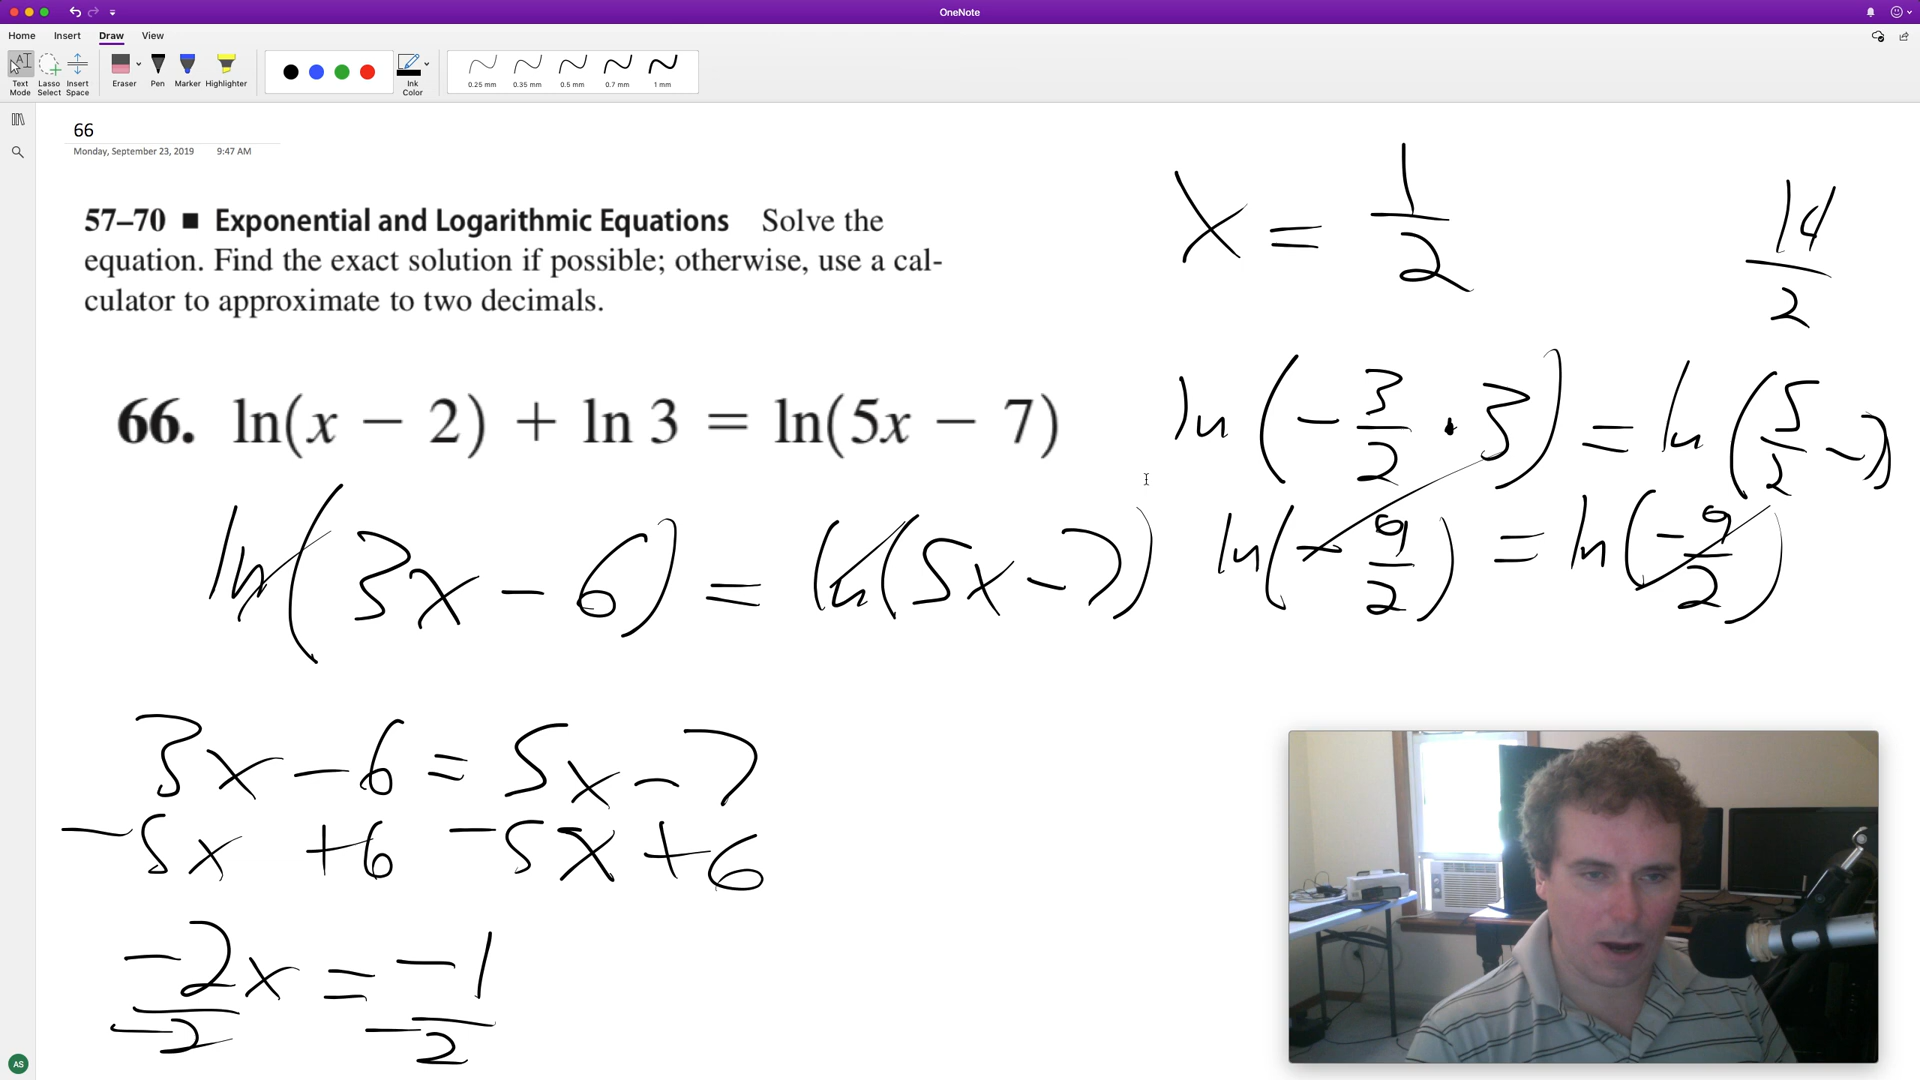 OneNote
Home Insert Draw View
Text Mode Lasso Select Insert Space Eraser Pen Marker Highlighter Ink Color 0.25 mm 0.35 mm 0.5 mm 0.7 mm 1 mm
66
Monday, September 23, 2019 9:47 AM
57–70 ■ Exponential and Logarithmic Equations Solve the
equation. Find the exact solution if possible; otherwise, use a cal-
culator to approximate to two decimals.
66. ln(x − 2) + ln 3 = ln(5x − 7)
ln(3x − 6) = ln(5x − 7)
3x − 6 = 5x − 7
−5x +6 −5x +6
−2x = −1
−2 −2
x = 1/2
14/2
ln(−3/2 · 3) = ln(5/2 − 7)
ln(−9/2) = ln(−9/2)
AS